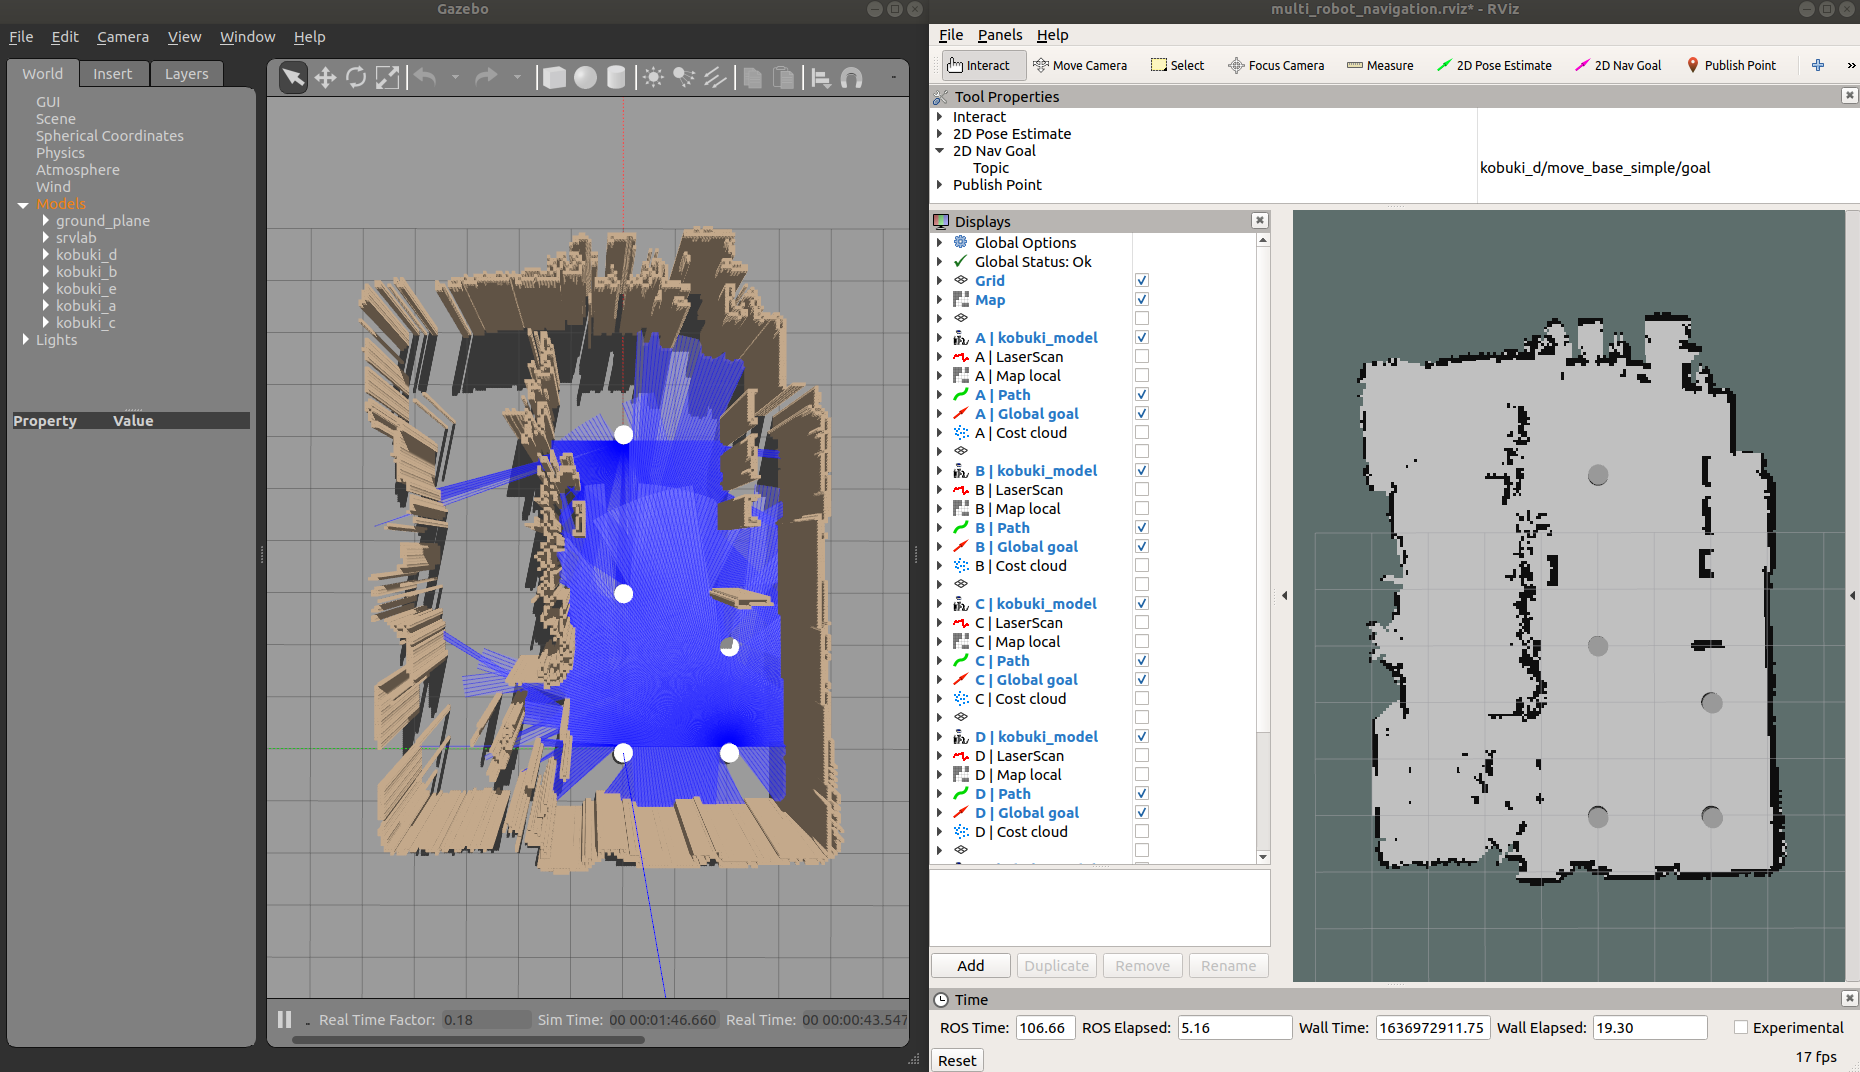 Gazebo
File Edit Camera View Window Help
World Insert Layers
GUI
Scene
Spherical Coordinates
Physics
Atmosphere
Wind
Models
ground_plane
srvlab
kobuki_d
kobuki_b
kobuki_e
kobuki_a
kobuki_c
Lights
Property Value
Real Time Factor: 0.18 Sim Time: 00 00:01:46.660 Real Time: 00 00:00:43.547
multi_robot_navigation.rviz* - RViz
File Panels Help
Interact Move Camera Select Focus Camera Measure 2D Pose Estimate 2D Nav Goal Publish Point
Tool Properties
Interact
2D Pose Estimate
2D Nav Goal
Topic kobuki_d/move_base_simple/goal
Publish Point
Displays
Global Options
Global Status: Ok
Grid
Map
A | kobuki_model
A | LaserScan
A | Map local
A | Path
A | Global goal
A | Cost cloud
B | kobuki_model
B | LaserScan
B | Map local
B | Path
B | Global goal
B | Cost cloud
C | kobuki_model
C | LaserScan
C | Map local
C | Path
C | Global goal
C | Cost cloud
D | kobuki_model
D | LaserScan
D | Map local
D | Path
D | Global goal
D | Cost cloud
Add Duplicate Remove Rename
Time
ROS Time: 106.66 ROS Elapsed: 5.16 Wall Time: 1636972911.75 Wall Elapsed: 19.30 Experimental
Reset 17 fps